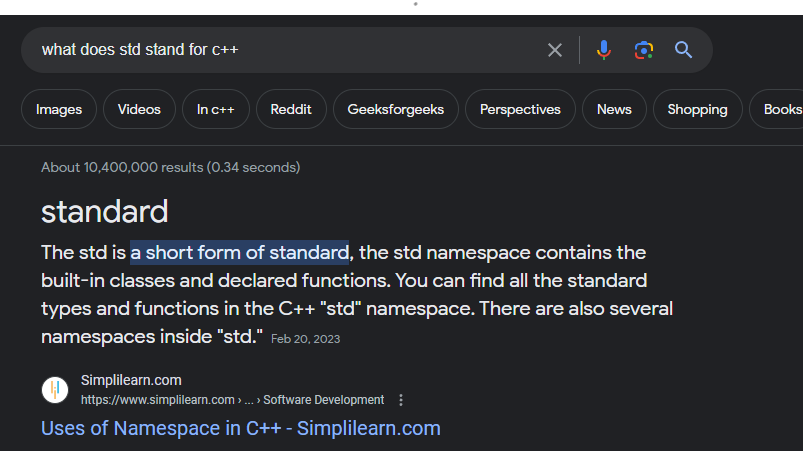 what does std stand for c++
Images
Videos
In c++
Reddit
Geeksforgeeks
Perspectives
News
Shopping
Books
About 10,400,000 results (0.34 seconds)
standard
The std is a short form of standard, the std namespace contains the
built-in classes and declared functions. You can find all the standard
types and functions in the C++ "std" namespace. There are also several
namespaces inside "std." Feb 20, 2023
Simplilearn.com
https://www.simplilearn.com › ... › Software Development
Uses of Namespace in C++ - Simplilearn.com